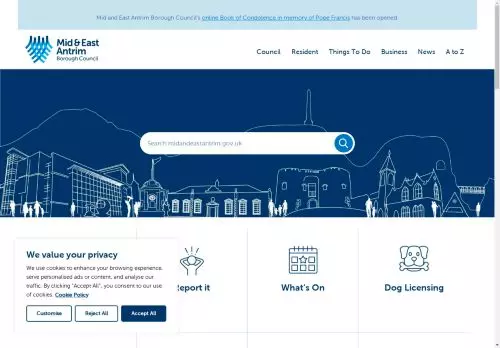 Mid and East Antrim Borough Council's online Book of Condolence in memory of Pope Francis has been opened.
Mid & East
Antrim
Borough Council
Council Resident Things To Do Business News A to Z
Search midandeastantrim.gov.uk
We value your privacy
We use cookies to enhance your browsing experience,
serve personalised ads or content, and analyse our
traffic. By clicking "Accept All", you consent to our use
of cookies. Cookie Policy
Customise Reject All Accept All
Report it
What's On
Dog Licensing